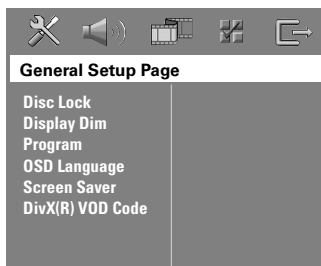 General Setup Page
Disc Lock
Display Dim
Program
OSD Language
Screen Saver
DivX(R) VOD Code